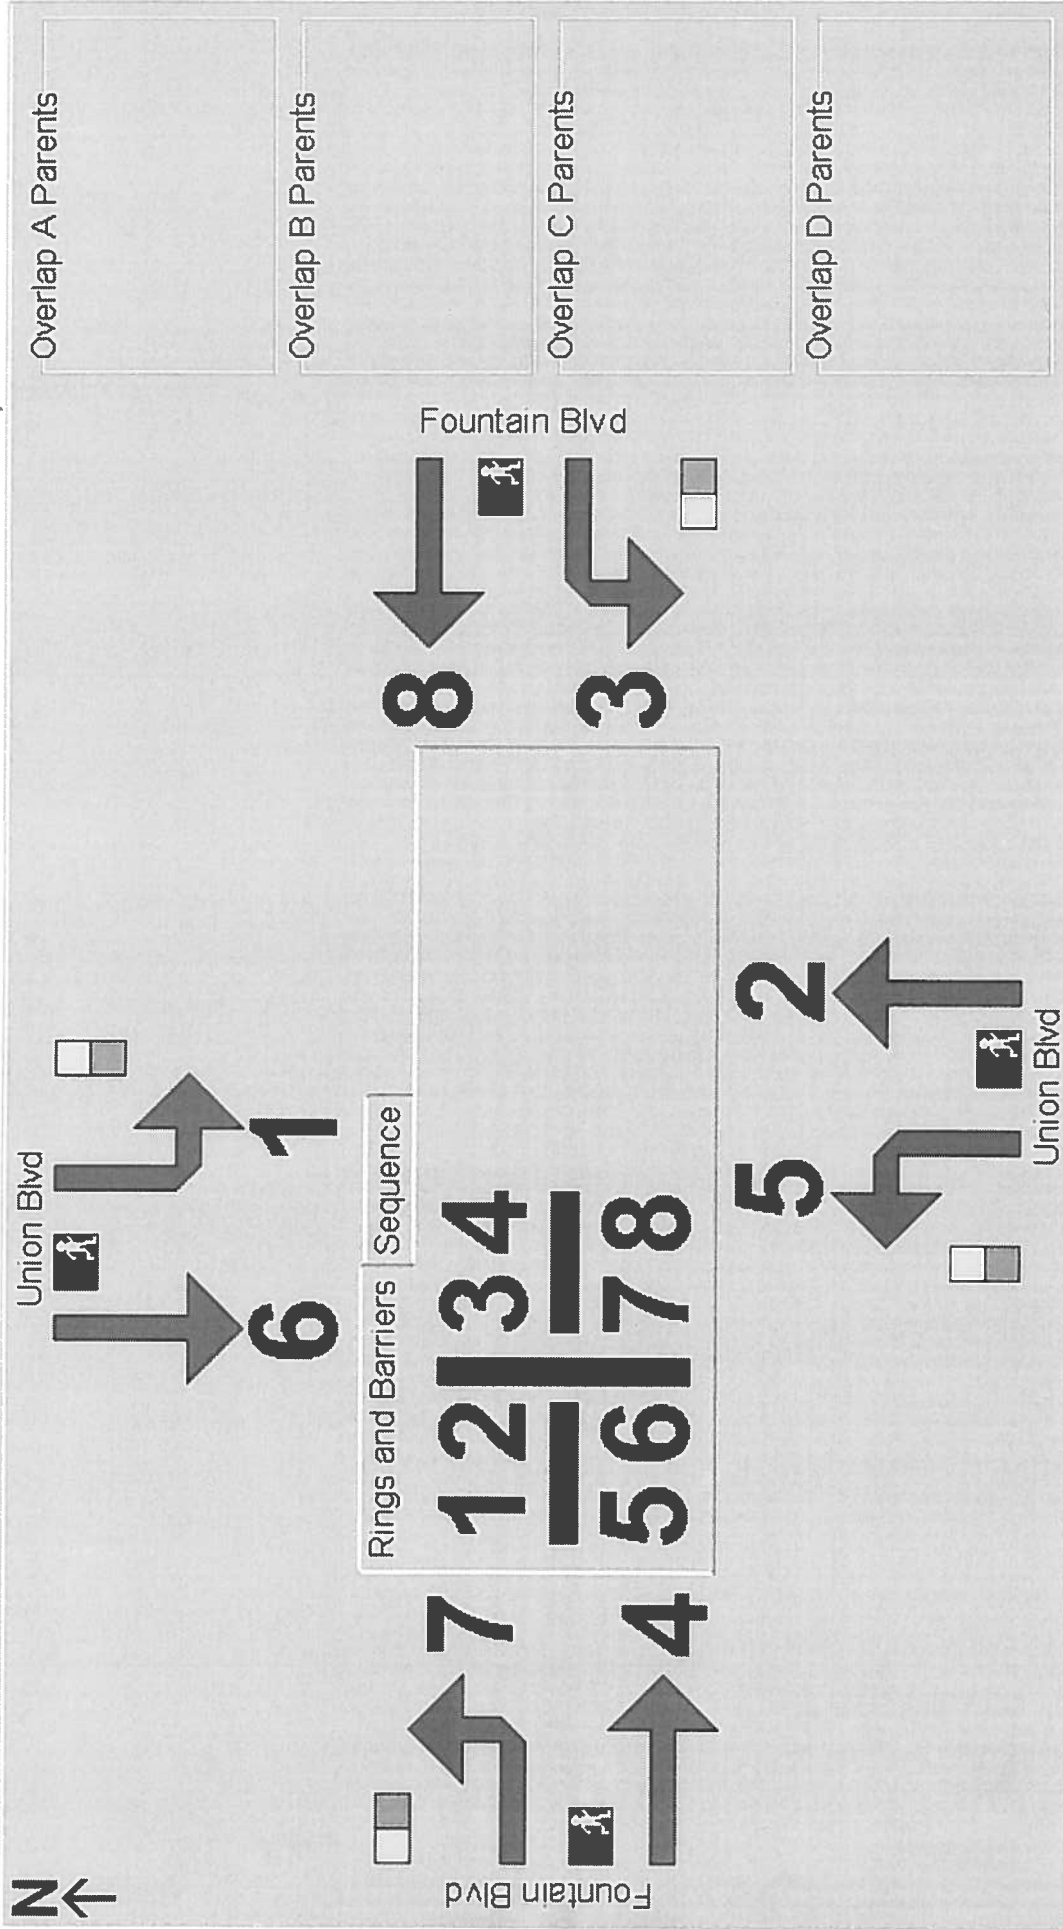 N
Union Blvd
6 1
Fountain Blvd
7
4
Rings and Barriers Sequence
1 2 3 4
5 6 7 8
8
3
Fountain Blvd
5 2
Union Blvd
Overlap A Parents
Overlap B Parents
Overlap C Parents
Overlap D Parents